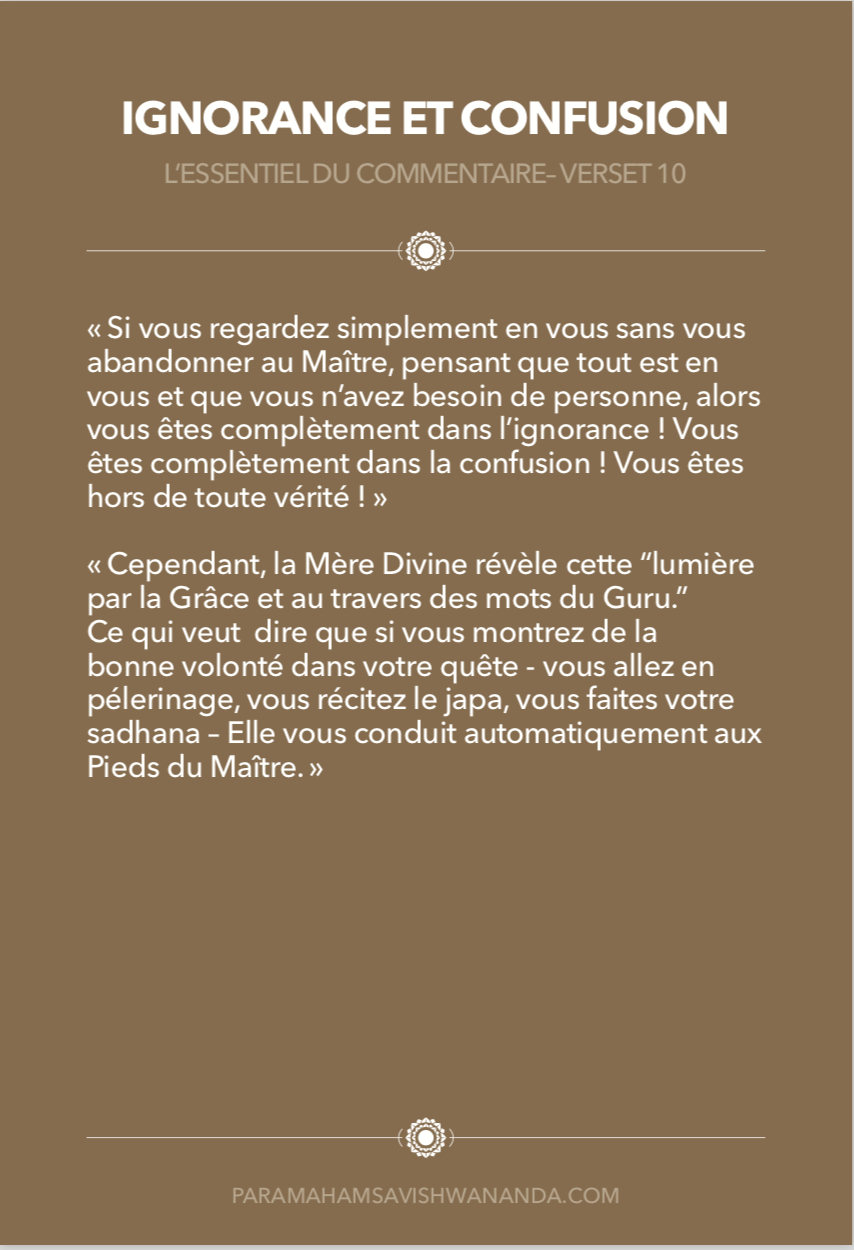 IGNORANCE ET CONFUSION
L’ESSENTIEL DU COMMENTAIRE– VERSET 10
« Si vous regardez simplement en vous sans vous
abandonner au Maître, pensant que tout est en
vous et que vous n’avez besoin de personne, alors
vous êtes complètement dans l’ignorance ! Vous
êtes complètement dans la confusion ! Vous êtes
hors de toute vérité ! »
« Cependant, la Mère Divine révèle cette “lumière
par la Grâce et au travers des mots du Guru.”
Ce qui veut  dire que si vous montrez de la
bonne volonté dans votre quête - vous allez en
pélerinage, vous récitez le japa, vous faites votre
sadhana – Elle vous conduit automatiquement aux
Pieds du Maître. »
PARAMAHAMSAVISHWANANDA.COM